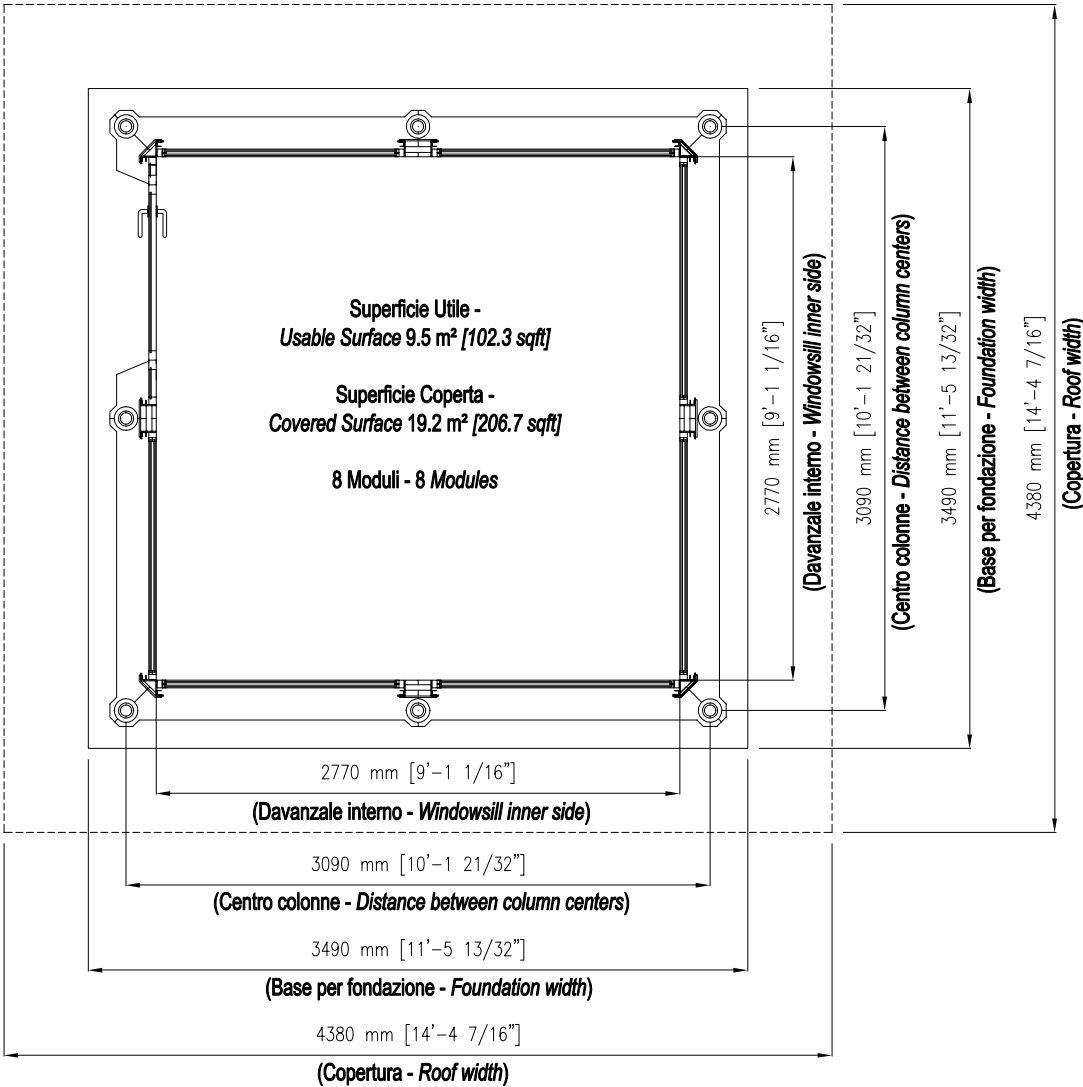 Superficie Utile -
Usable Surface 9.5 m² [102.3 sqft]
Superficie Coperta -
Covered Surface 19.2 m² [206.7 sqft]
8 Moduli - 8 Modules
2770 mm [9'-1 1/16"]
(Davanzale interno - Windowsill inner side)
3090 mm [10'-1 21/32"]
(Centro colonne - Distance between column centers)
3490 mm [11'-5 13/32"]
(Base per fondazione - Foundation width)
4380 mm [14'-4 7/16"]
(Copertura - Roof width)
2770 mm [9'-1 1/16"]
(Davanzale interno - Windowsill inner side)
3090 mm [10'-1 21/32"]
(Centro colonne - Distance between column centers)
3490 mm [11'-5 13/32"]
(Base per fondazione - Foundation width)
4380 mm [14'-4 7/16"]
(Copertura - Roof width)